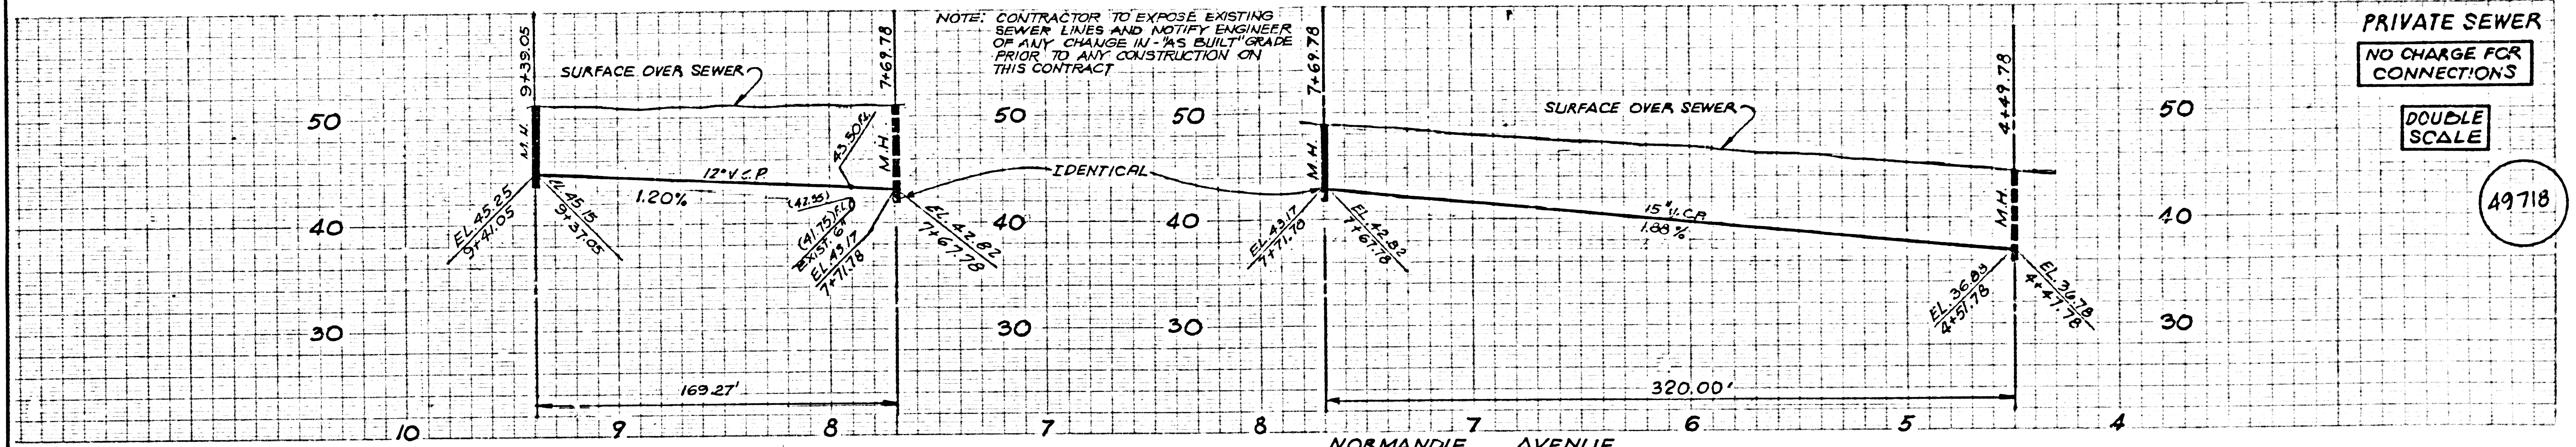 NOTE: CONTRACTOR TO EXPOSE EXISTING
SEWER LINES AND NOTIFY ENGINEER
OF ANY CHANGE IN "AS BUILT" GRADE
PRIOR TO ANY CONSTRUCTION ON
THIS CONTRACT
PRIVATE SEWER
NO CHARGE FOR
CONNECTIONS
DOUBLE
SCALE
49718
9+39.05
M.H.
SURFACE OVER SEWER
7+69.78
M.H.
43.50 FL.
12" V.C.P.
1.20%
EL. 45.25
9+41.05
EL. 45.15
9+37.05
(41.75) FL
EXIST. 6"
EL. 43.17
7+71.78
EL. 42.82
7+67.78
IDENTICAL
169.27'
50
40
30
50
40
30
10
9
8
7
7+69.78
M.H.
SURFACE OVER SEWER
4+49.78
M.H.
15" V.C.P.
1.88%
EL. 43.17
7+71.78
EL. 42.82
7+67.78
EL. 36.83
4+51.78
EL. 36.78
4+47.78
320.00'
50
40
30
50
40
30
8
7
6
5
4
NORMANDIE AVENUE